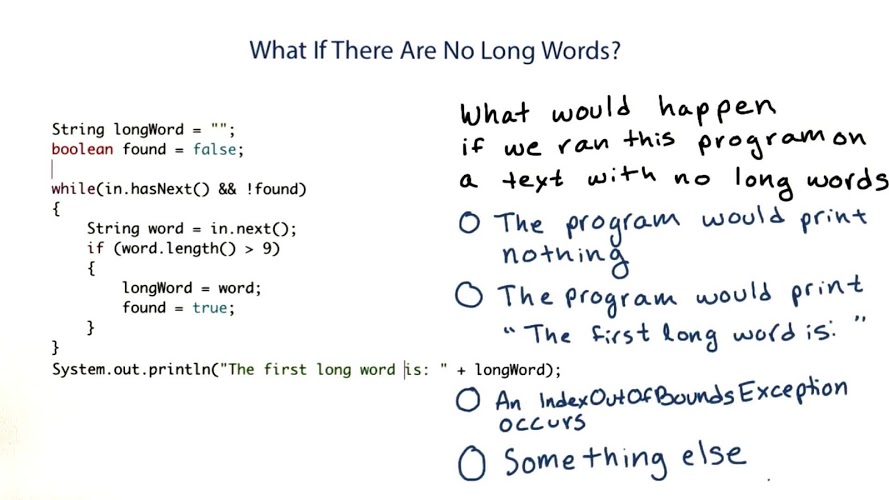 What If There Are No Long Words?
String longWord = "";
boolean found = false;
while(in.hasNext() && !found)
{
String word = in.next();
if (word.length() > 9)
{
longWord = word;
found = true;
}
}
System.out.println("The first long word is: " + longWord);
What would happen
if we ran this program on
a text with no long words
The program would print
nothing
The program would print
"The first long word is: "
An IndexOutOfBoundsException
occurs
Something else